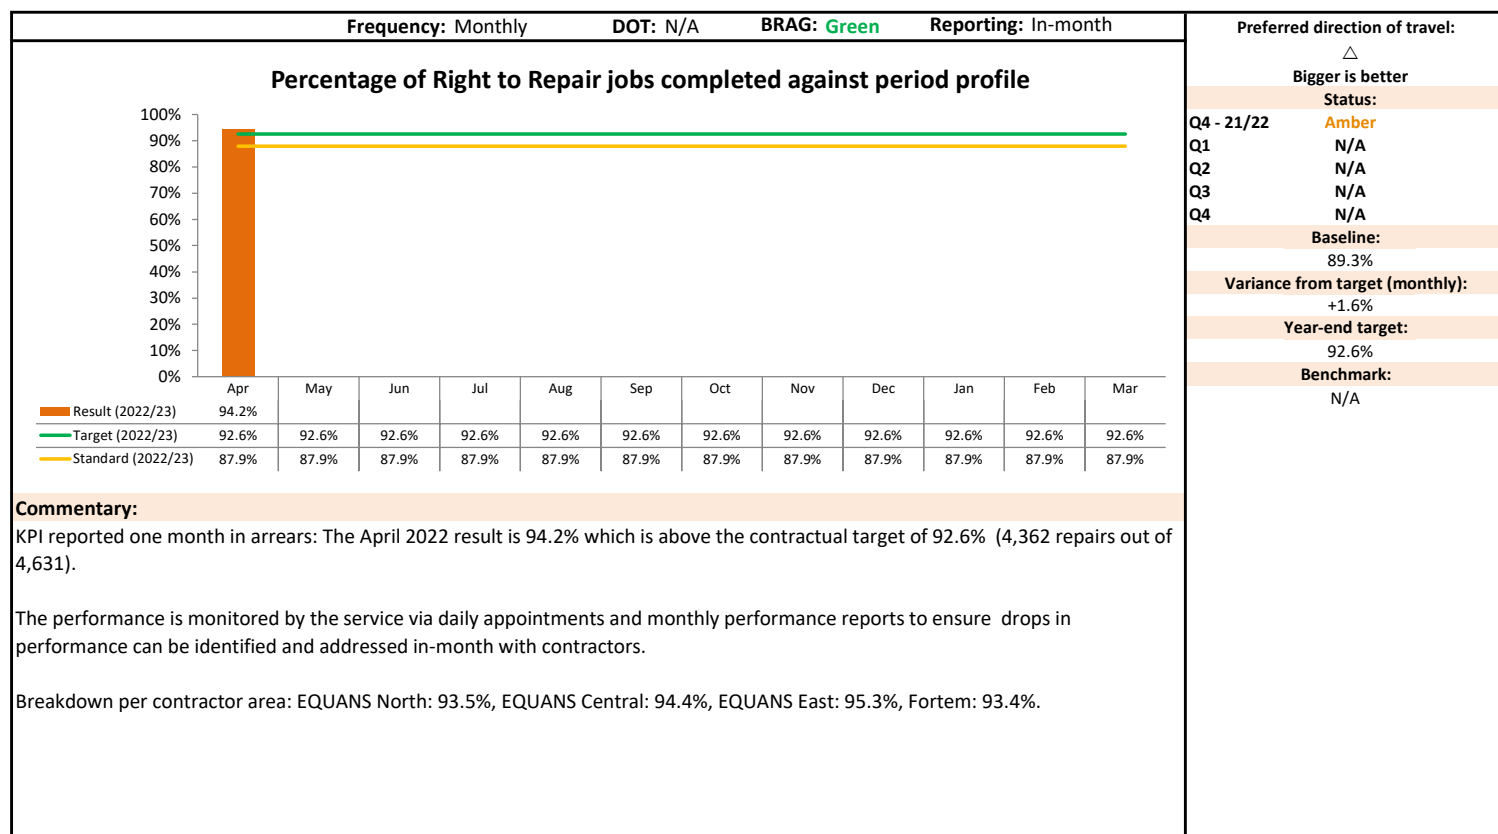 Frequency: Monthly DOT: N/A BRAG: Green Reporting: In-month
Percentage of Right to Repair jobs completed against period profile
100%
90%
80%
70%
60%
50%
40%
30%
20%
10%
0%
Apr May Jun Jul Aug Sep Oct Nov Dec Jan Feb Mar
Result (2022/23) 94.2%
Target (2022/23) 92.6% 92.6% 92.6% 92.6% 92.6% 92.6% 92.6% 92.6% 92.6% 92.6% 92.6% 92.6%
Standard (2022/23) 87.9% 87.9% 87.9% 87.9% 87.9% 87.9% 87.9% 87.9% 87.9% 87.9% 87.9% 87.9%
Commentary:
KPI reported one month in arrears: The April 2022 result is 94.2% which is above the contractual target of 92.6% (4,362 repairs out of
4,631).
The performance is monitored by the service via daily appointments and monthly performance reports to ensure drops in
performance can be identified and addressed in-month with contractors.
Breakdown per contractor area: EQUANS North: 93.5%, EQUANS Central: 94.4%, EQUANS East: 95.3%, Fortem: 93.4%.
Preferred direction of travel:
△
Bigger is better
Status:
Q4 - 21/22 Amber
Q1 N/A
Q2 N/A
Q3 N/A
Q4 N/A
Baseline:
89.3%
Variance from target (monthly):
+1.6%
Year-end target:
92.6%
Benchmark:
N/A